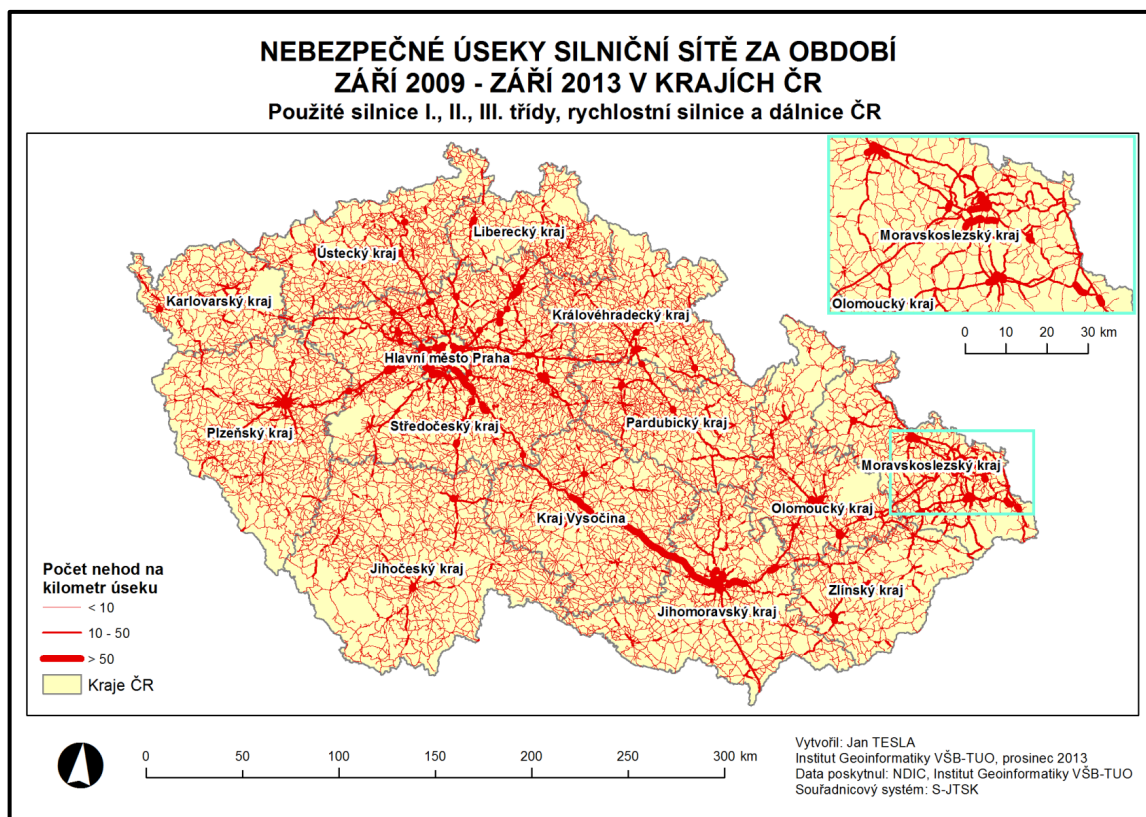 NEBEZPEČNÉ ÚSEKY SILNIČNÍ SÍTĚ ZA OBDOBÍ
ZÁŘÍ 2009 - ZÁŘÍ 2013 V KRAJÍCH ČR
Použité silnice I., II., III. třídy, rychlostní silnice a dálnice ČR
Moravskoslezský kraj
Olomoucký kraj
0 10 20 30 km
Liberecký kraj
Ústecký kraj
Karlovarský kraj
Královéhradecký kraj
Hlavní město Praha
Plzeňský kraj
Středočeský kraj
Pardubický kraj
Moravskoslezský kraj
Olomoucký kraj
Kraj Vysočina
Jihočeský kraj
Zlínský kraj
Jihomoravský kraj
Počet nehod na
kilometr úseku
< 10
10 - 50
> 50
Kraje ČR
0 50 100 150 200 250 300 km
Vytvořil: Jan TESLA
Institut Geoinformatiky VŠB-TUO, prosinec 2013
Data poskytnul: NDIC, Institut Geoinformatiky VŠB-TUO
Souřadnicový systém: S-JTSK